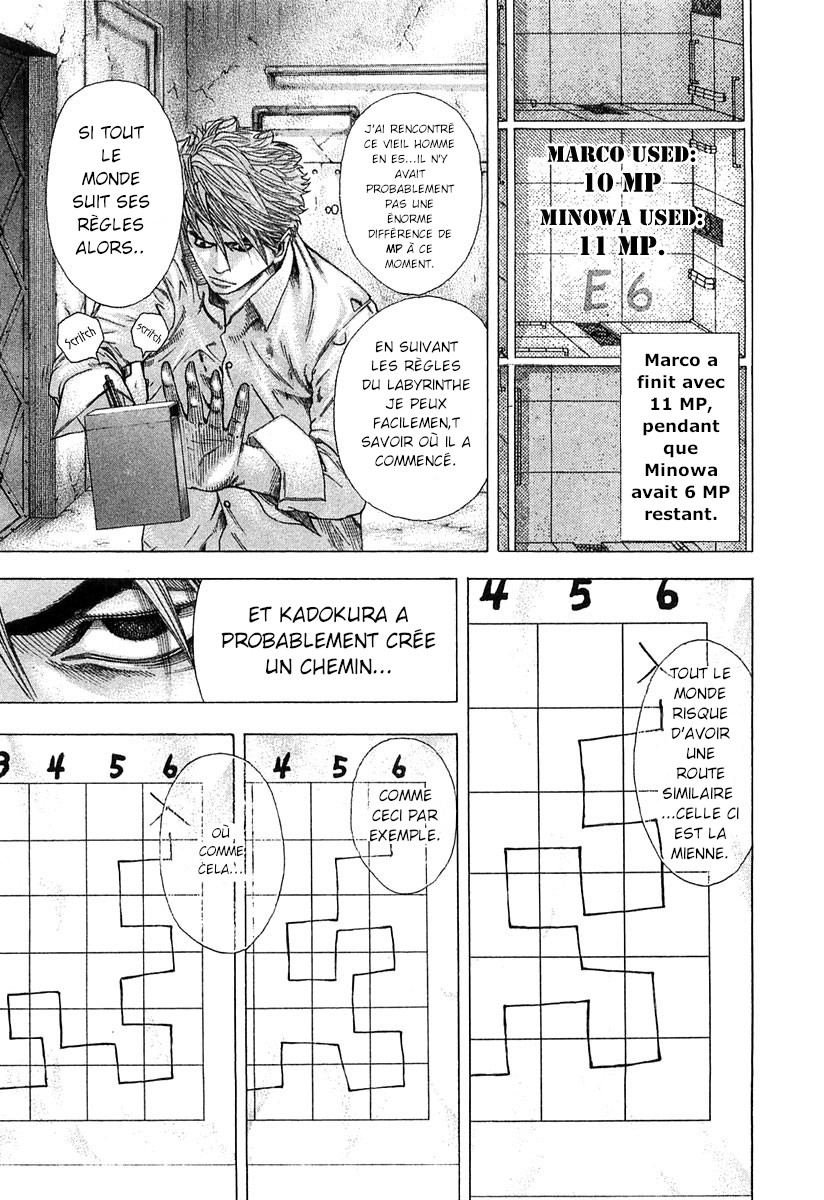 MARCO USED:
10 MP
MINOWA USED:
11 MP.
E6
Marco a
finit avec
11 MP,
pendant
que
Minowa
avait 6 MP
restant.
J'AI RENCONTRÉ
CE VIEIL HOMME
EN E5...IL N'Y
AVAIT
PROBABLEMENT
PAS UNE
ÉNORME
DIFFÉRENCE DE
MP À CE
MOMENT.
SI TOUT
LE
MONDE
SUIT SES
RÈGLES
ALORS..
Scritch
Scritch
EN SUIVANT
LES RÈGLES
DU LABYRINTHE
JE PEUX
FACILEMEN,T
SAVOIR OÙ IL A
COMMENCÉ.
ET KADOKURA A
PROBABLEMENT CRÉE
UN CHEMIN...
4 5 6
TOUT LE
MONDE
RISQUE
D'AVOIR
UNE
ROUTE
SIMILAIRE
...CELLE CI
EST LA
MIENNE.
4 5 6
COMME
CECI PAR
EXEMPLE.
3 4 5 6
OÙ
COMME
CELA...